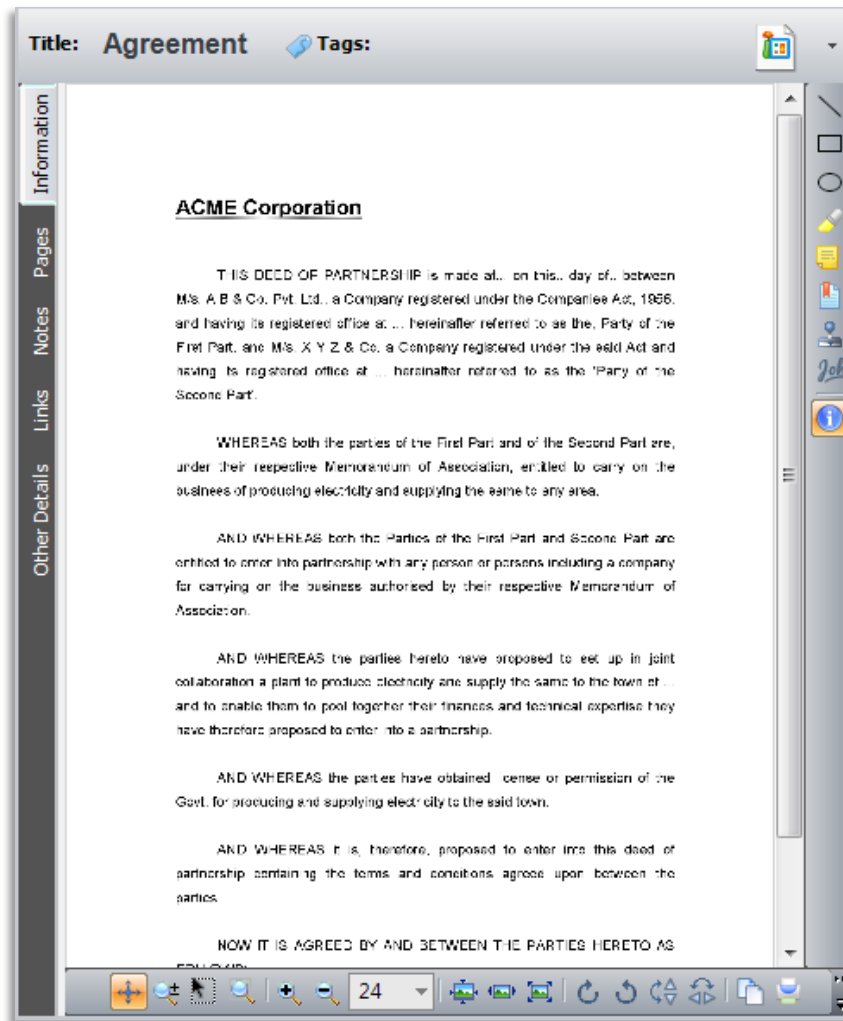 Title: Agreement Tags:
Information
Pages
Notes
Links
Other Details
ACME Corporation
THIS DEED OF PARTNERSHIP is made at... on this.. day of.. between
M/s. A B & Co. Pvt. Ltd.. a Company registered under the Companies Act, 1956.
and having its registered office at ... hereinafter referred to as the, Party of the
First Part. and M/s. X Y Z & Co. a Company registered under the said Act and
having its registered office at ... hereinafter referred to as the 'Party of the
Second Part'.
WHEREAS both the parties of the First Part and of the Second Part are,
under their respective Memorandum of Association, entitled to carry on the
business of producing electricity and supplying the same to any area.
AND WHEREAS both the Parties of the First Part and Second Part are
entitled to enter into partnership with any person or persons including a company
for carrying on the business authorised by their respective Memorandum of
Association.
AND WHEREAS the parties hereto have proposed to set up in joint
collaboration a plant to produce electricity and supply the same to the town of ...
and to enable them to pool together their finances and technical expertise they
have therefore proposed to enter into a partnership.
AND WHEREAS the parties have obtained license or permission of the
Govt. for producing and supplying electricity to the said town.
AND WHEREAS it is, therefore, proposed to enter into this deed of
partnership containing the terms and conditions agreed upon between the
parties
NOW IT IS AGREED BY AND BETWEEN THE PARTIES HERETO AS
24